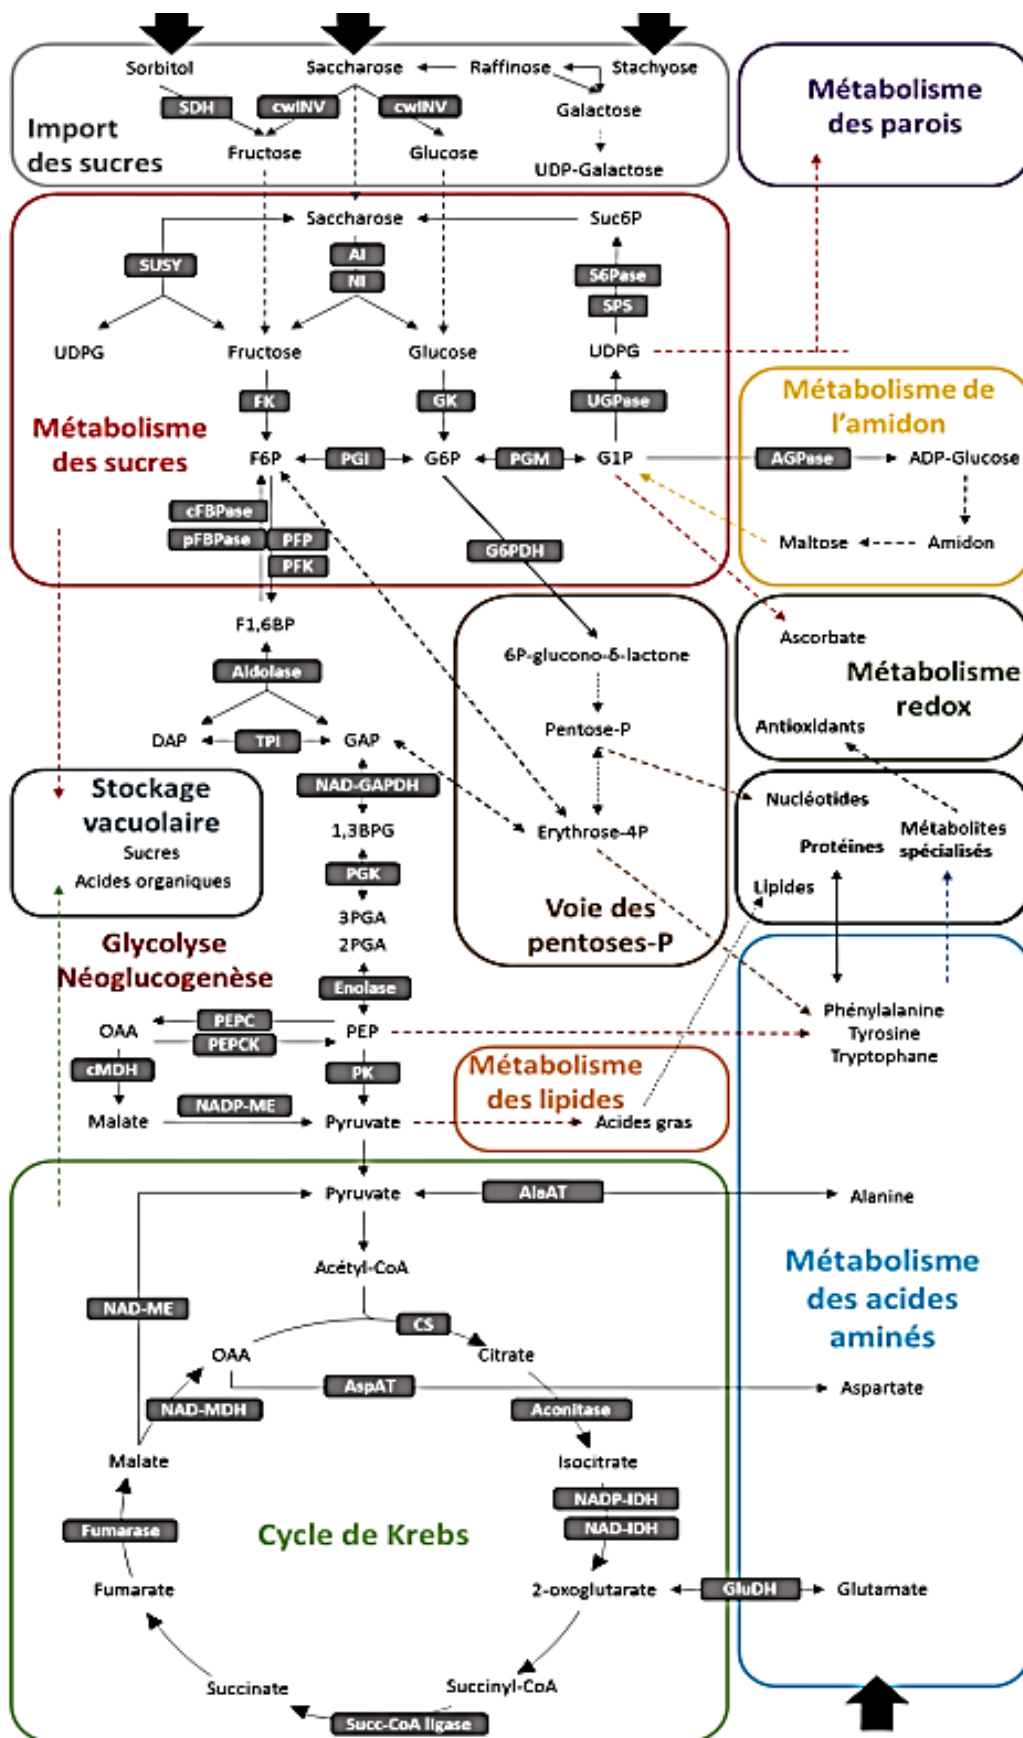 Sorbitol
Saccharose
Raffinose
Stachyose
SDH
cwINV
cwINV
Galactose
Import
des sucres
Fructose
Glucose
UDP-Galactose
Métabolisme
des parois
Saccharose
Suc6P
SUSY
AI
NI
S6Pase
SPS
UDPG
Fructose
Glucose
UDPG
FK
GK
UGPase
Métabolisme
des sucres
Métabolisme de
l'amidon
F6P
PGI
G6P
PGM
G1P
AGPase
ADP-Glucose
cFBPase
pFBPase
PFP
PFK
G6PDH
Maltose
Amidon
F1,6BP
Aldolase
DAP
TPI
GAP
6P-glucono-δ-lactone
Pentose-P
Erythrose-4P
Voie des
pentoses-P
Ascorbate
Métabolisme
redox
Antioxidants
Stockage
vacuolaire
Sucres
Acides organiques
NAD-GAPDH
1,3BPG
PGK
3PGA
2PGA
Nucléotides
Protéines
Métabolites
spécialisés
Lipides
Glycolyse
Néoglucogenèse
Enolase
OAA
PEPC
PEPCK
PEP
cMDH
PK
Malate
NADP-ME
Pyruvate
Phénylalanine
Tyrosine
Tryptophane
Métabolisme
des lipides
Acides gras
Pyruvate
AlaAT
Alanine
Acétyl-CoA
NAD-ME
CS
OAA
Citrate
AspAT
Aspartate
NAD-MDH
Aconitase
Malate
Isocitrate
Métabolisme
des acides
aminés
NADP-IDH
NAD-IDH
Fumarase
Cycle de Krebs
Fumarate
2-oxoglutarate
GluDH
Glutamate
Succinate
Succinyl-CoA
Succ-CoA ligase